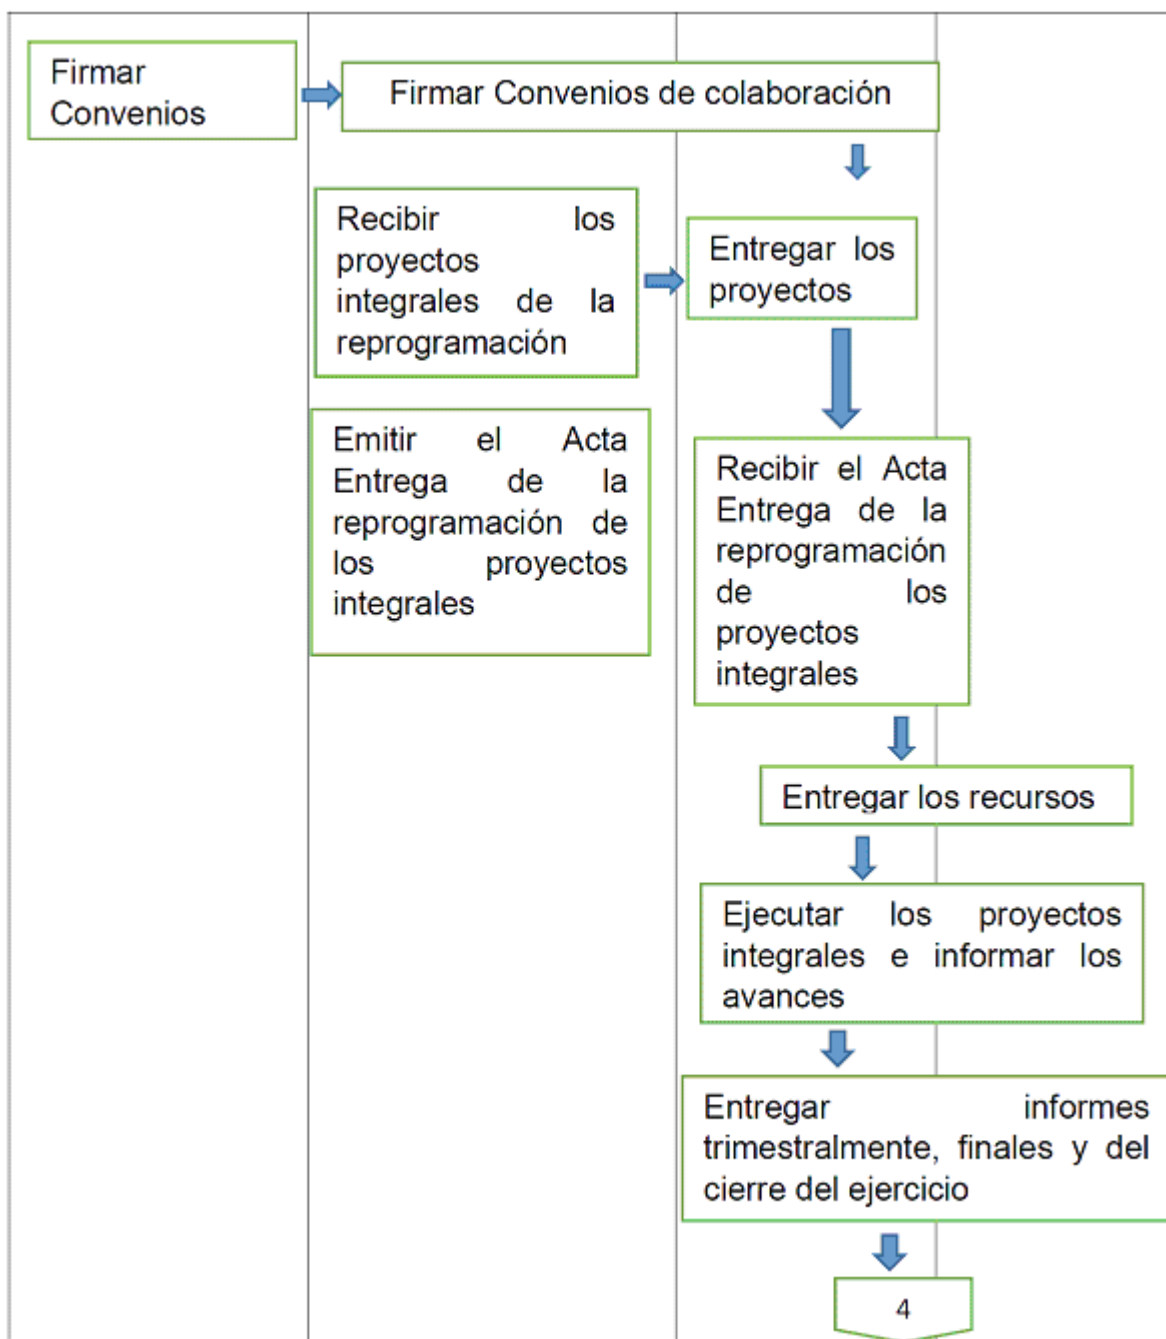 Firmar
Convenios
Firmar Convenios de colaboración
Recibir los
proyectos
integrales de la
reprogramación
Entregar los
proyectos
Emitir el Acta
Entrega de la
reprogramación de
los proyectos
integrales
Recibir el Acta
Entrega de la
reprogramación
de los
proyectos
integrales
Entregar los recursos
Ejecutar los proyectos
integrales e informar los
avances
Entregar informes
trimestralmente, finales y del
cierre del ejercicio
4